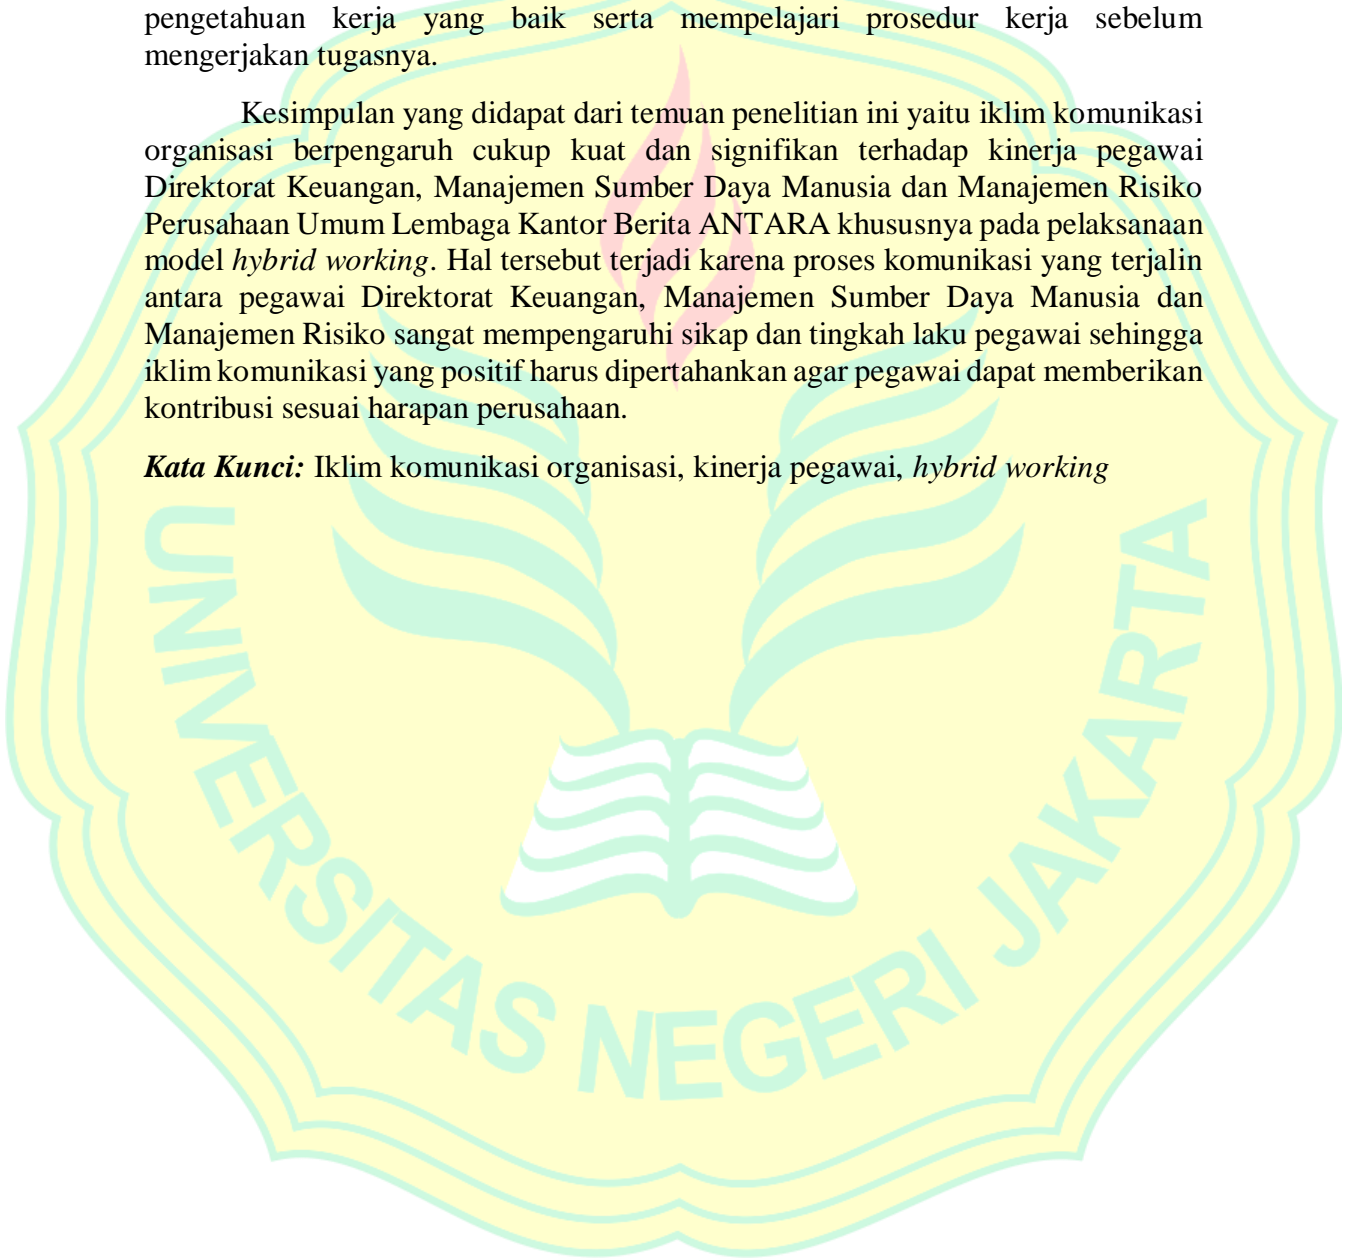 pengetahuan kerja yang baik serta mempelajari prosedur kerja sebelum
mengerjakan tugasnya.
Kesimpulan yang didapat dari temuan penelitian ini yaitu iklim komunikasi
organisasi berpengaruh cukup kuat dan signifikan terhadap kinerja pegawai
Direktorat Keuangan, Manajemen Sumber Daya Manusia dan Manajemen Risiko
Perusahaan Umum Lembaga Kantor Berita ANTARA khususnya pada pelaksanaan
model hybrid working. Hal tersebut terjadi karena proses komunikasi yang terjalin
antara pegawai Direktorat Keuangan, Manajemen Sumber Daya Manusia dan
Manajemen Risiko sangat mempengaruhi sikap dan tingkah laku pegawai sehingga
iklim komunikasi yang positif harus dipertahankan agar pegawai dapat memberikan
kontribusi sesuai harapan perusahaan.
Kata Kunci: Iklim komunikasi organisasi, kinerja pegawai, hybrid working
UNIVERSITAS NEGERI JAKARTA